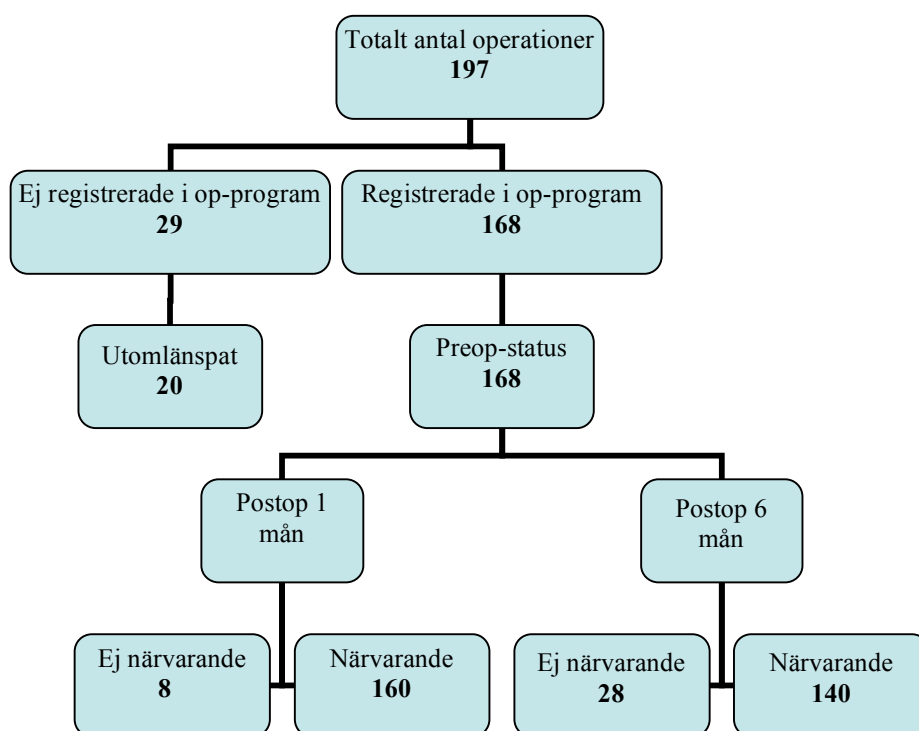 Totalt antal operationer
197
Ej registrerade i op-program
29
Registrerade i op-program
168
Utomlänspat
20
Preop-status
168
Postop 1
mån
Postop 6
mån
Ej närvarande
8
Närvarande
160
Ej närvarande
28
Närvarande
140